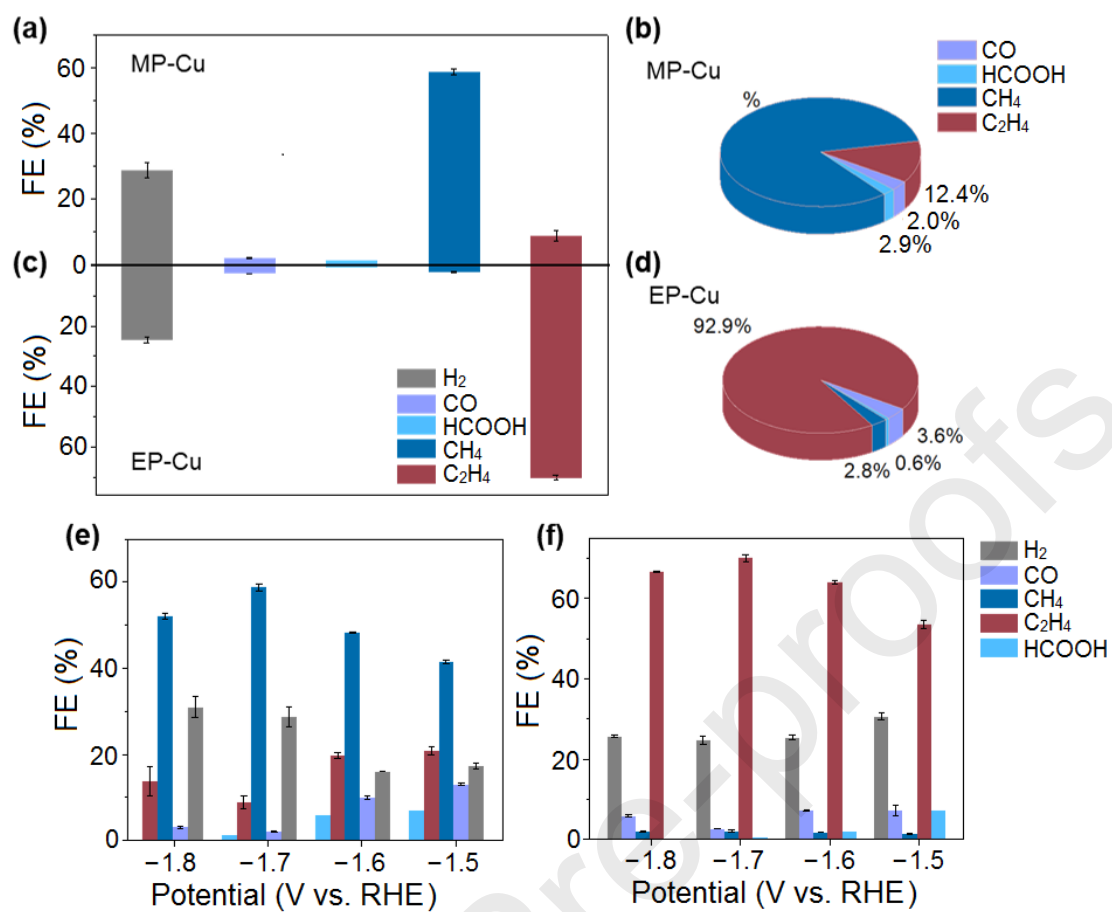 (a)
MP-Cu
FE (%)
60
40
20
0
(b)
MP-Cu
CO
HCOOH
CH₄
C₂H₄
%
12.4%
2.0%
2.9%
(c)
FE (%)
20
40
60
EP-Cu
H₂
CO
HCOOH
CH₄
C₂H₄
(d)
EP-Cu
92.9%
3.6%
0.6%
2.8%
(e)
FE (%)
60
40
20
0
−1.8 −1.7 −1.6 −1.5
Potential (V vs. RHE)
(f)
FE (%)
60
40
20
0
−1.8 −1.7 −1.6 −1.5
Potential (V vs. RHE)
H₂
CO
CH₄
C₂H₄
HCOOH
re-proofs